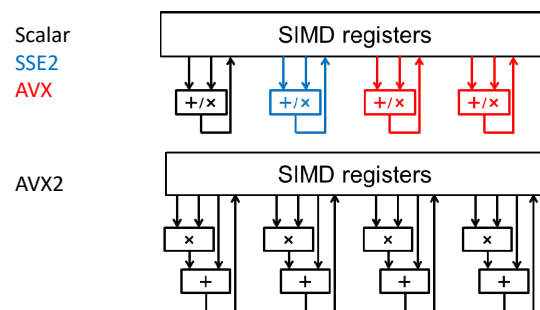 Scalar
SSE2
AVX
SIMD registers
+/× +/× +/× +/×
AVX2
SIMD registers
× × × ×
+ + + +